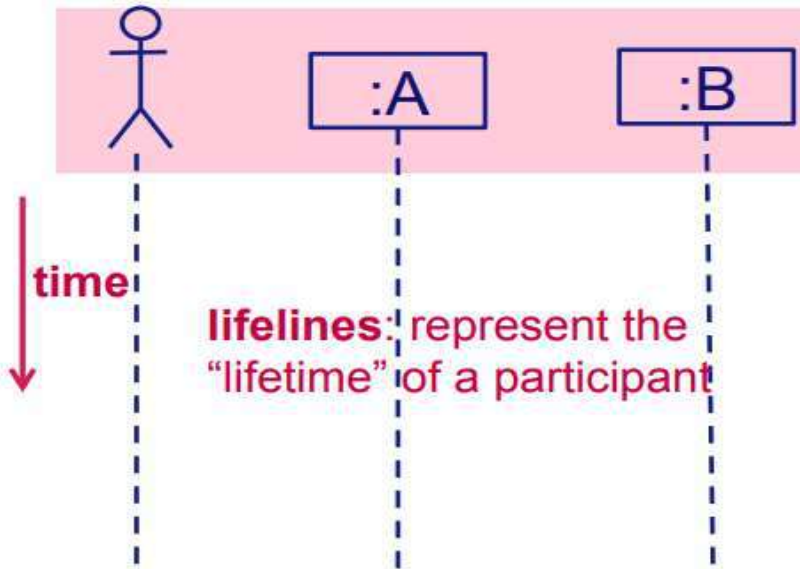 :A
:B
time
lifelines: represent the
“lifetime” of a participant